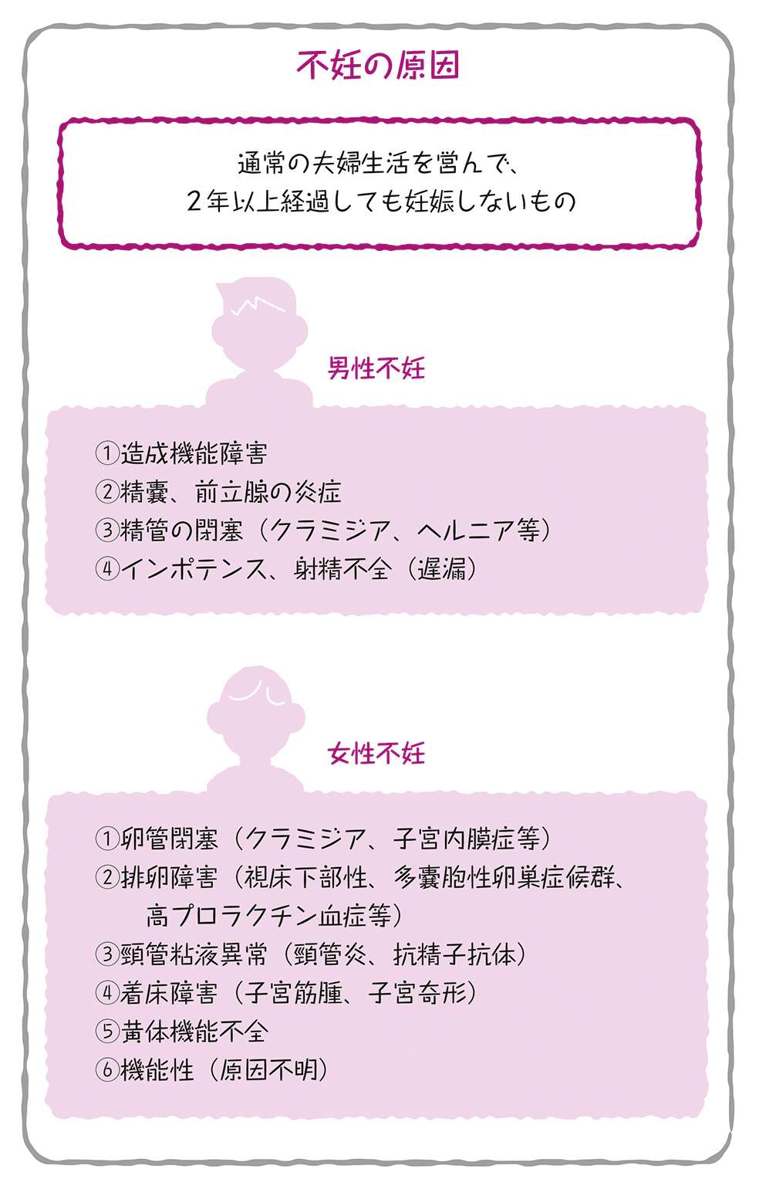 不妊の原因
通常の夫婦生活を営んで、
２年以上経過しても妊娠しないもの
男性不妊
①造成機能障害
②精嚢、前立腺の炎症
③精管の閉塞（クラミジア、ヘルニア等）
④インポテンス、射精不全（遅漏）
女性不妊
①卵管閉塞（クラミジア、子宮内膜症等）
②排卵障害（視床下部性、多嚢胞性卵巣症候群、
高プロラクチン血症等）
③頸管粘液異常（頸管炎、抗精子抗体）
④着床障害（子宮筋腫、子宮奇形）
⑤黄体機能不全
⑥機能性（原因不明）